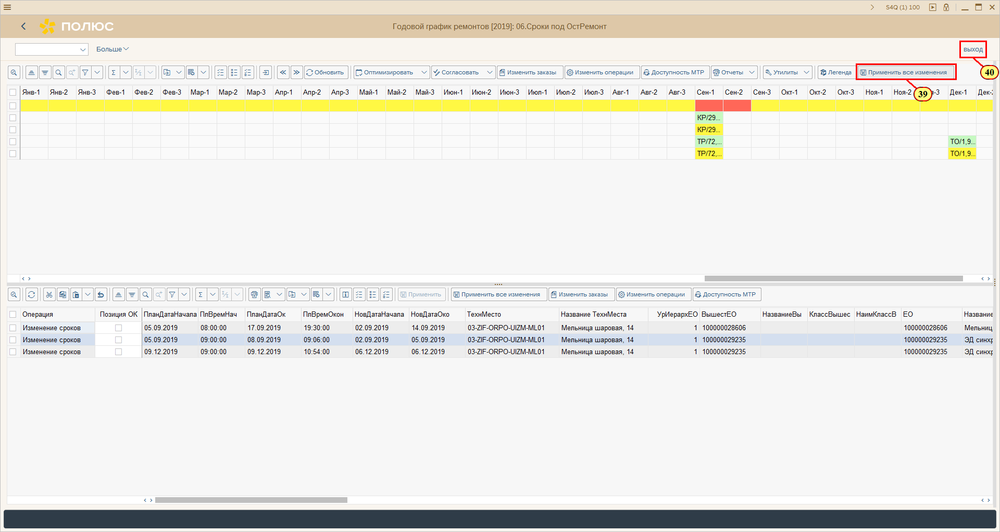 S4Q (1) 100
ПОЛЮС
Годовой график ремонтов [2019]: 06.Сроки под ОстРемонт
Больше
ВЫХОД
40
Обновить Оптимизировать Согласовать Изменить заказы Изменить операции Доступность МТР Отчеты Утилиты Легенда Применить все изменения
39
Янв-1 Янв-2 Янв-3 Фев-1 Фев-2 Фев-3 Мар-1 Мар-2 Мар-3 Апр-1 Апр-2 Апр-3 Май-1 Май-2 Май-3 Июн-1 Июн-2 Июн-3 Июл-1 Июл-2 Июл-3 Авг-1 Авг-2 Авг-3 Сен-1 Сен-2 Сен-3 Окт-1 Окт-2 Окт-3 Ноя-1 Ноя-2 я-3 Дек-1 Дек-2
КР/29...
КР/29...
ТР/72,... ТО/1,9...
ТР/72,... ТО/1,9...
Применить Применить все изменения Изменить заказы Изменить операции Доступность МТР
Операция Позиция ОК ПланДатаНачала ПлВремНач ПланДатаОк ПлВремОкон НовДатаНачала НовДатаОко ТехнМесто Название ТехнМеста УрИерархЕО ВышестЕО НазваниеВы КлассВышес НаимКлассВ ЕО Название
Изменение сроков 05.09.2019 08:00:00 17.09.2019 19:30:00 02.09.2019 14.09.2019 03-ZIF-ORPO-UIZM-ML01 Мельница шаровая, 14 1 100000028606 100000028606 Мельниц
Изменение сроков 05.09.2019 09:00:00 08.09.2019 09:06:00 02.09.2019 05.09.2019 03-ZIF-ORPO-UIZM-ML01 Мельница шаровая, 14 1 100000029235 100000029235 ЭД синхр
Изменение сроков 09.12.2019 09:00:00 09.12.2019 10:54:00 06.12.2019 06.12.2019 03-ZIF-ORPO-UIZM-ML01 Мельница шаровая, 14 1 100000029235 100000029235 ЭД синхр